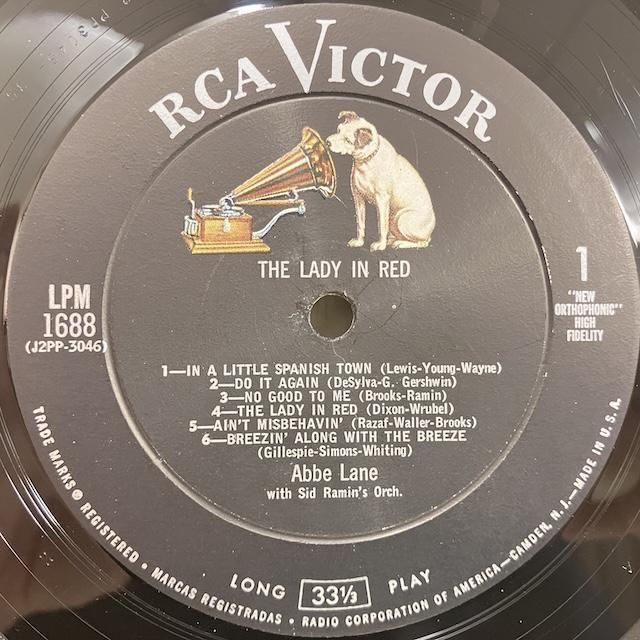 RCA VICTOR
THE LADY IN RED
LPM
1688
(J2PP-3046)
1
"NEW
ORTHOPHONIC"
HIGH
FIDELITY
1—IN A LITTLE SPANISH TOWN (Lewis-Young-Wayne)
2—DO IT AGAIN (DeSylva-G. Gershwin)
3—NO GOOD TO ME (Brooks-Ramin)
4—THE LADY IN RED (Dixon-Wrubel)
5—AIN'T MISBEHAVIN' (Razaf-Waller-Brooks)
6—BREEZIN' ALONG WITH THE BREEZE
(Gillespie-Simons-Whiting)
Abbe Lane
with Sid Ramin's Orch.
LONG 33⅓ PLAY
TRADE MARKS ® REGISTERED • MARCAS REGISTRADAS • RADIO CORPORATION OF AMERICA—CAMDEN, N.J.—MADE IN U.S.A.